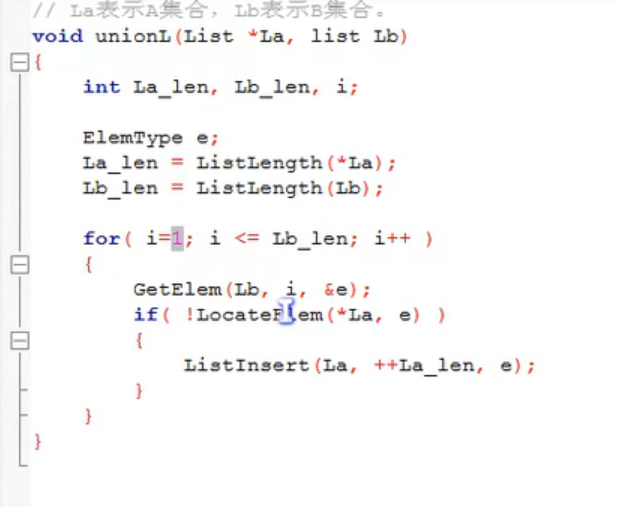 // La表示A集合，Lb表示B集合。
void unionL(List *La, list Lb)
{
int La_len, Lb_len, i;
ElemType e;
La_len = ListLength(*La);
Lb_len = ListLength(Lb);
for( i=1; i <= Lb_len; i++ )
{
GetElem(Lb, i, &e);
if( !LocateElem(*La, e) )
{
ListInsert(La, ++La_len, e);
}
}
}